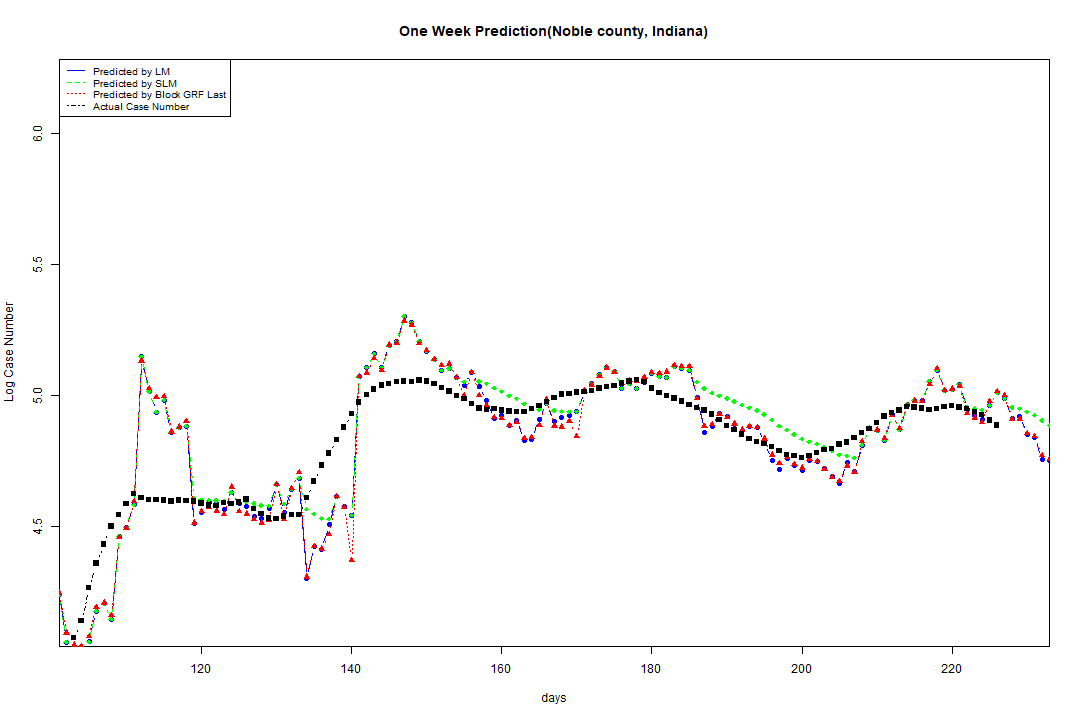 One Week Prediction(Noble county, Indiana)
Predicted by LM
Predicted by SLM
Predicted by Block GRF Last
Actual Case Number
Log Case Number
6.0
5.5
5.0
4.5
120 140 160 180 200 220
days